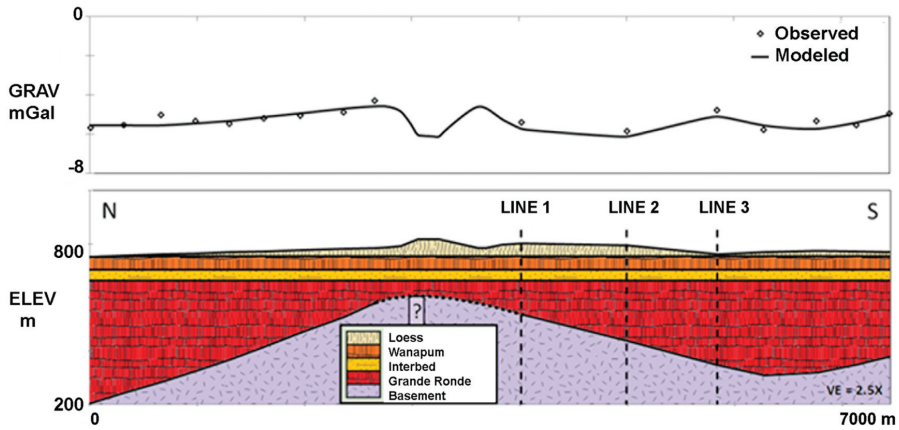 0
GRAV
mGal
-8
Observed
Modeled
N
LINE 1
LINE 2
LINE 3
S
800
ELEV
m
200
?
Loess
Wanapum
Interbed
Grande Ronde
Basement
VE = 2.5X
0
7000 m